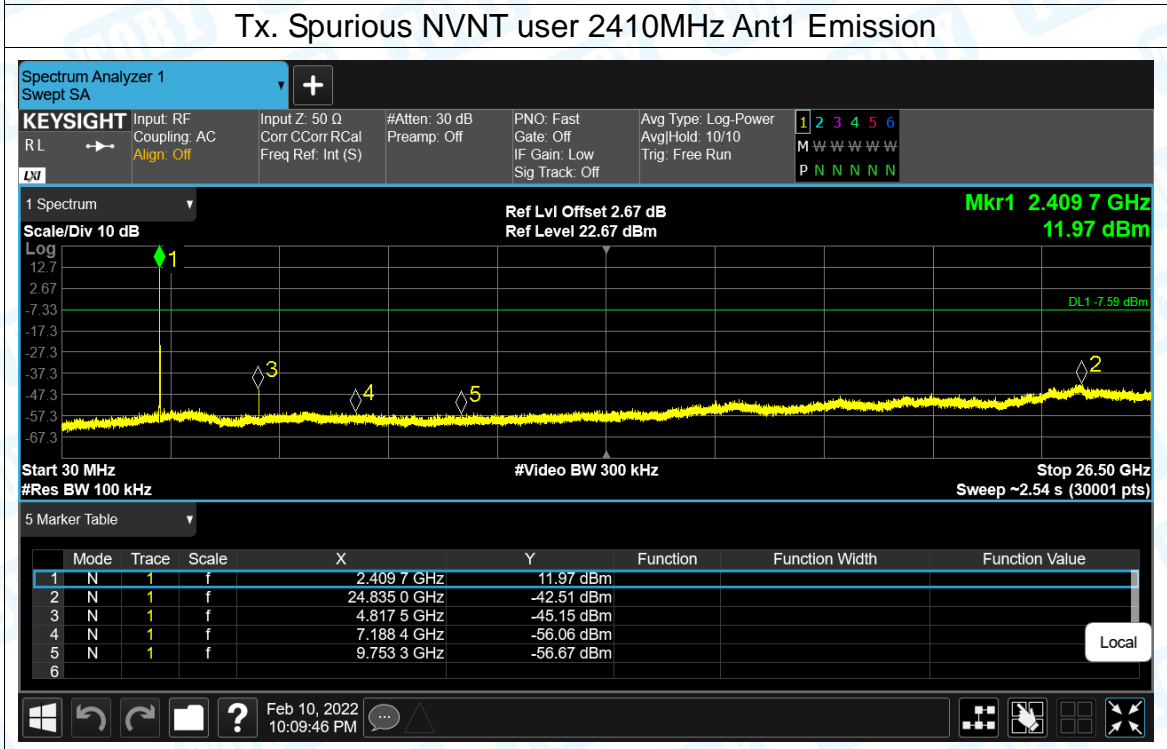 Tx. Spurious NVNT user 2410MHz Ant1 Emission
Spectrum Analyzer 1
Swept SA
KEYSIGHT
R L
LXI
Input: RF
Coupling: AC
Align: Off
Input Z: 50 Ω
Corr CCorr RCal
Freq Ref: Int (S)
#Atten: 30 dB
Preamp: Off
PNO: Fast
Gate: Off
IF Gain: Low
Sig Track: Off
Avg Type: Log-Power
Avg|Hold: 10/10
Trig: Free Run
1 2 3 4 5 6
M W W W W W
P N N N N N
1 Spectrum
Scale/Div 10 dB
Ref Lvl Offset 2.67 dB
Ref Level 22.67 dBm
Mkr1 2.409 7 GHz
11.97 dBm
Log
12.7
2.67
-7.33
-17.3
-27.3
-37.3
-47.3
-57.3
-67.3
1
3
4
5
2
DL1 -7.59 dBm
Start 30 MHz
#Res BW 100 kHz
#Video BW 300 kHz
Stop 26.50 GHz
Sweep ~2.54 s (30001 pts)
5 Marker Table
Mode Trace Scale X Y Function Function Width Function Value
1 N 1 f 2.409 7 GHz 11.97 dBm
2 N 1 f 24.835 0 GHz -42.51 dBm
3 N 1 f 4.817 5 GHz -45.15 dBm
4 N 1 f 7.188 4 GHz -56.06 dBm
5 N 1 f 9.753 3 GHz -56.67 dBm
6
Local
?
Feb 10, 2022
10:09:46 PM